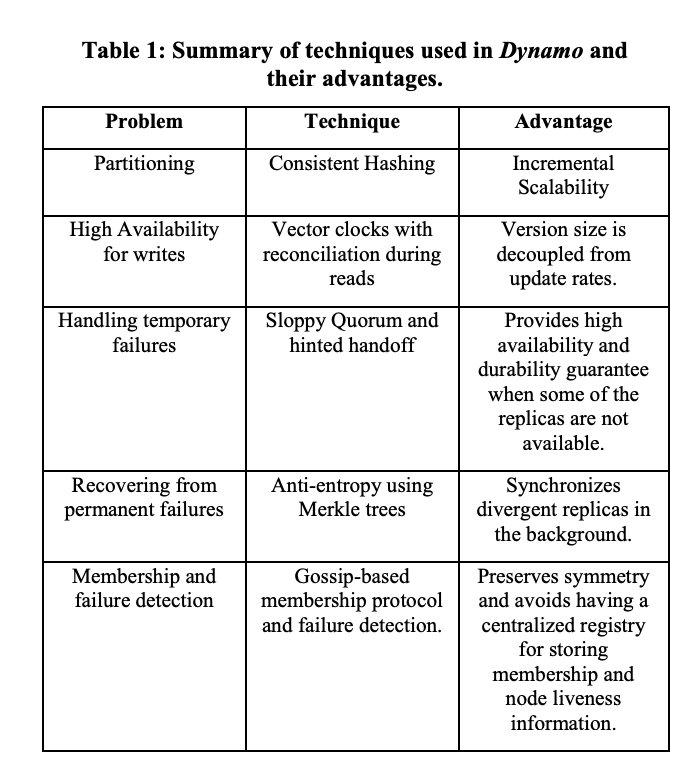 Table 1: Summary of techniques used in Dynamo and
their advantages.
Problem
Technique
Advantage
Partitioning
Consistent Hashing
Incremental
Scalability
High Availability
for writes
Vector clocks with
reconciliation during
reads
Version size is
decoupled from
update rates.
Handling temporary
failures
Sloppy Quorum and
hinted handoff
Provides high
availability and
durability guarantee
when some of the
replicas are not
available.
Recovering from
permanent failures
Anti-entropy using
Merkle trees
Synchronizes
divergent replicas in
the background.
Membership and
failure detection
Gossip-based
membership protocol
and failure detection.
Preserves symmetry
and avoids having a
centralized registry
for storing
membership and
node liveness
information.